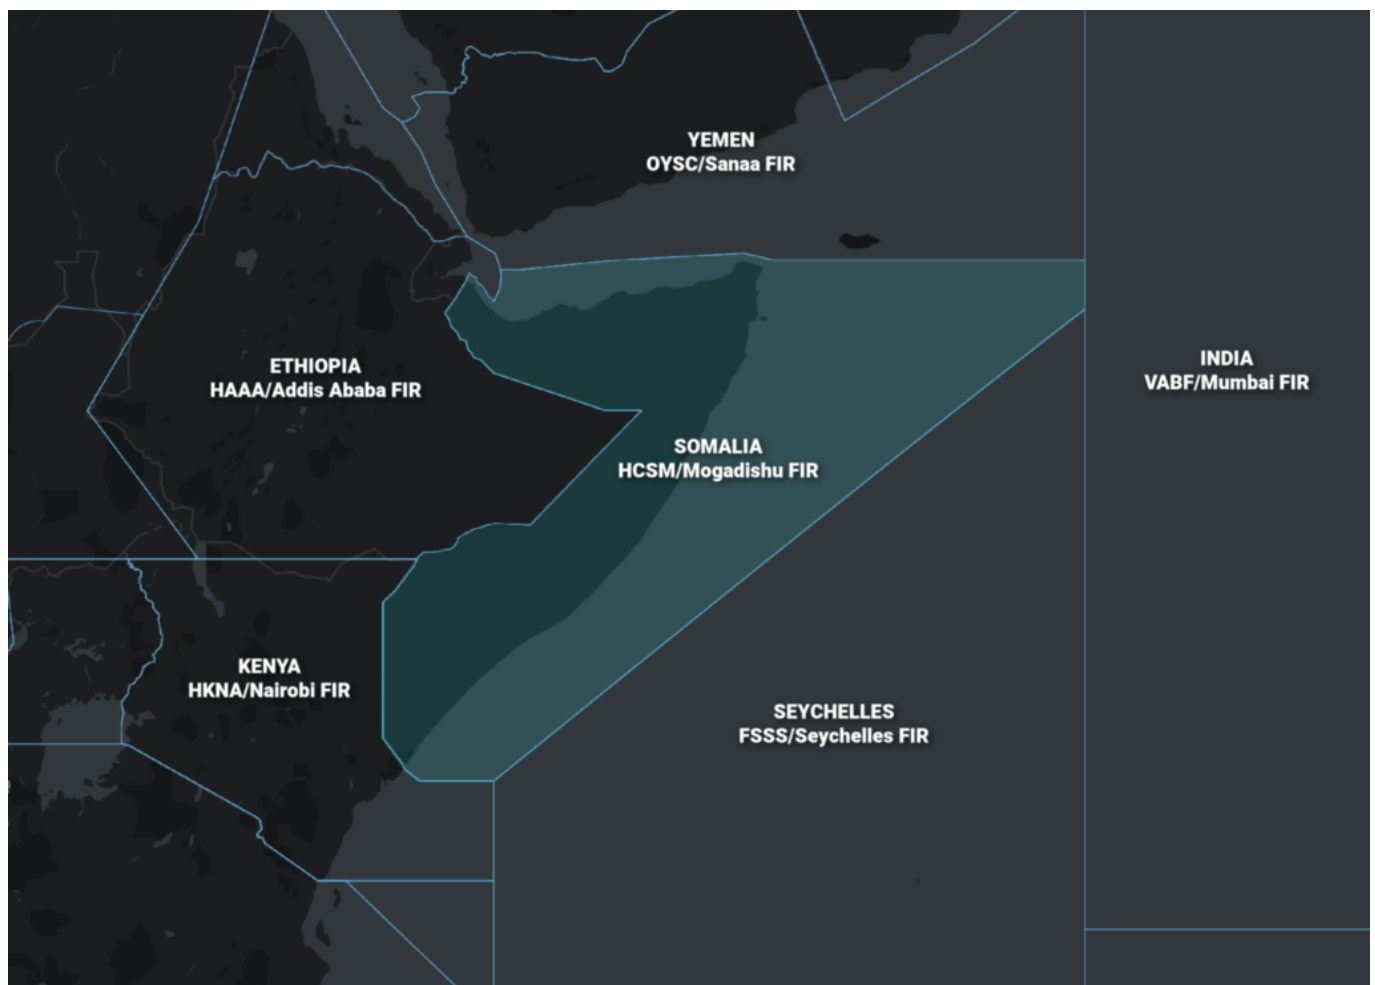 YEMEN
OYSC/Sanaa FIR
ETHIOPIA
HAAA/Addis Ababa FIR
INDIA
VABF/Mumbai FIR
SOMALIA
HCSM/Mogadishu FIR
KENYA
HKNA/Nairobi FIR
SEYCHELLES
FSSS/Seychelles FIR